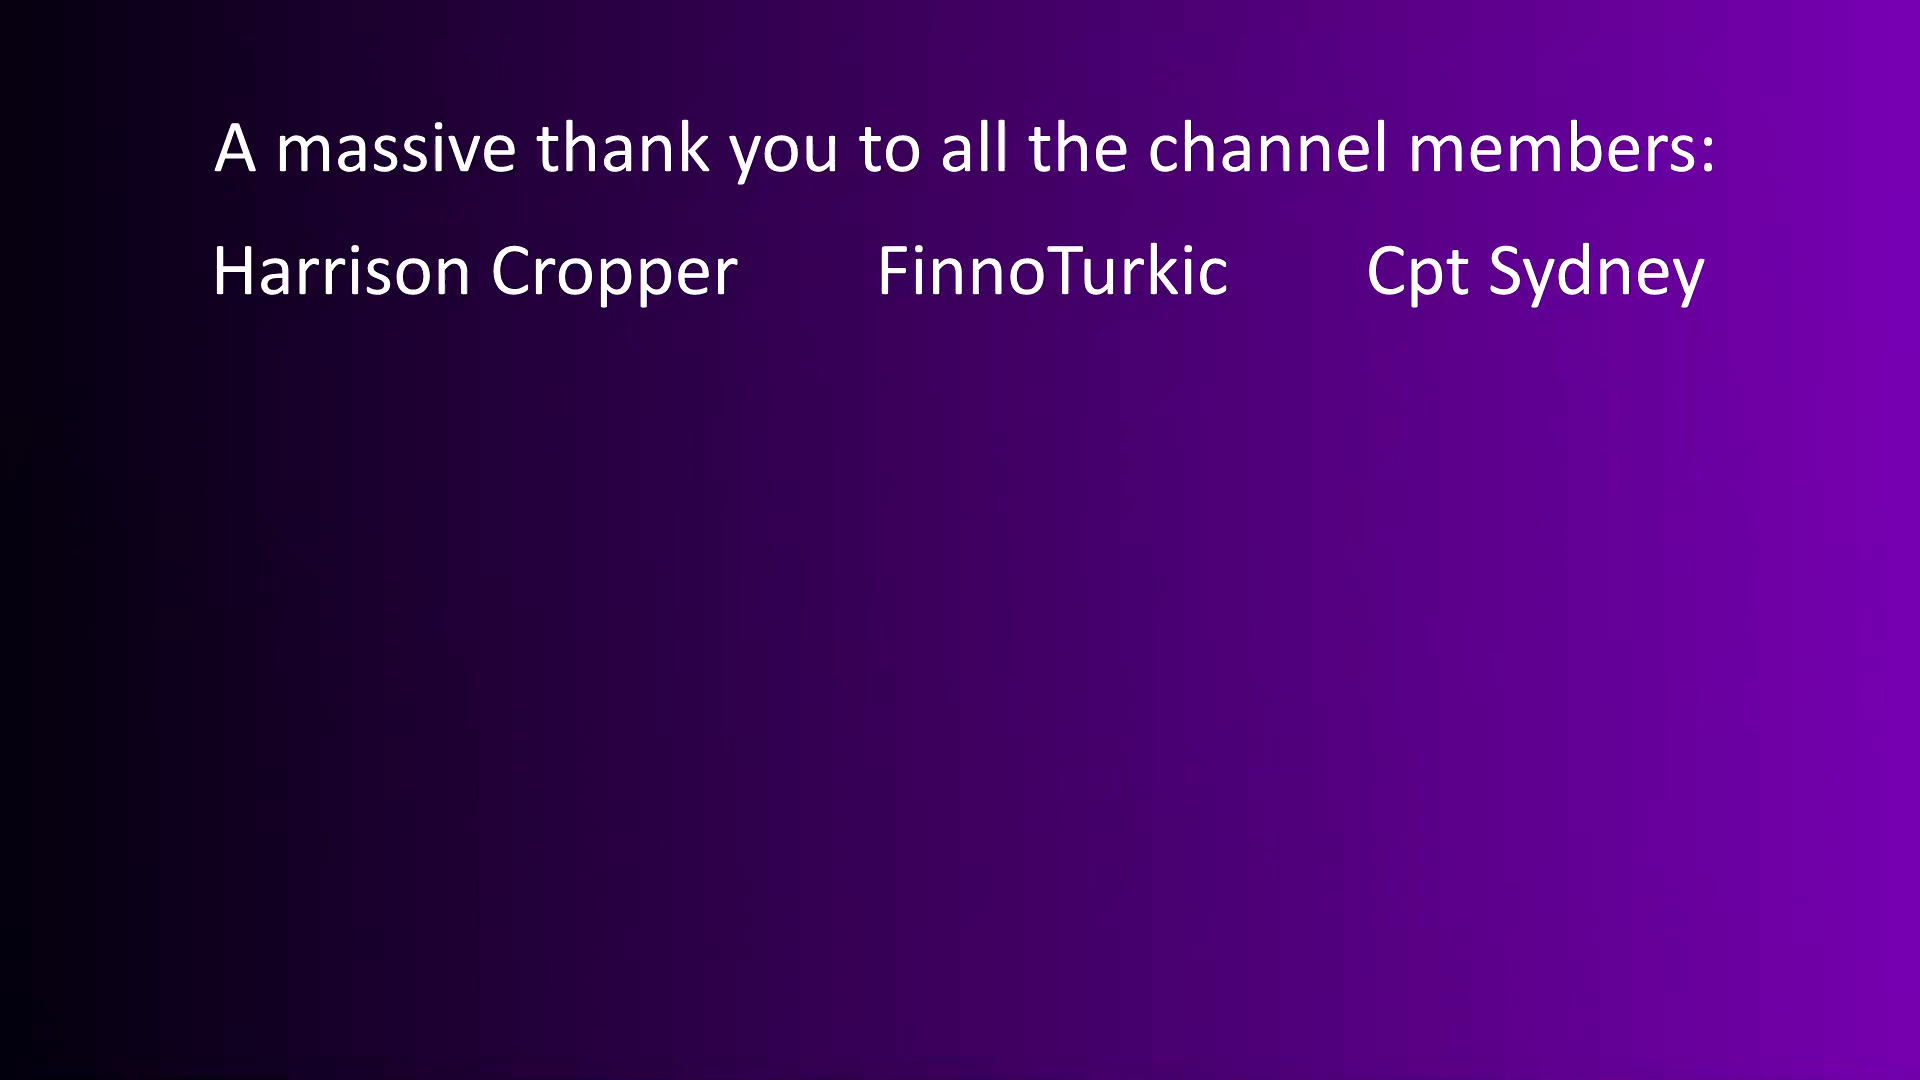 A massive thank you to all the channel members:
Harrison Cropper FinnoTurkic Cpt Sydney